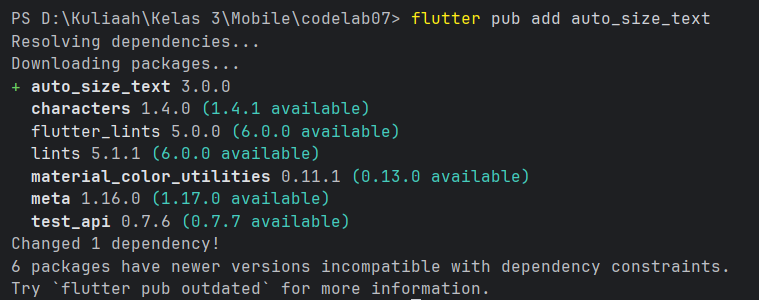 PS D:\Kuliaah\Kelas 3\Mobile\codelab07> flutter pub add auto_size_text
Resolving dependencies...
Downloading packages...
+ auto_size_text 3.0.0
  characters 1.4.0 (1.4.1 available)
  flutter_lints 5.0.0 (6.0.0 available)
  lints 5.1.1 (6.0.0 available)
  material_color_utilities 0.11.1 (0.13.0 available)
  meta 1.16.0 (1.17.0 available)
  test_api 0.7.6 (0.7.7 available)
Changed 1 dependency!
6 packages have newer versions incompatible with dependency constraints.
Try `flutter pub outdated` for more information.